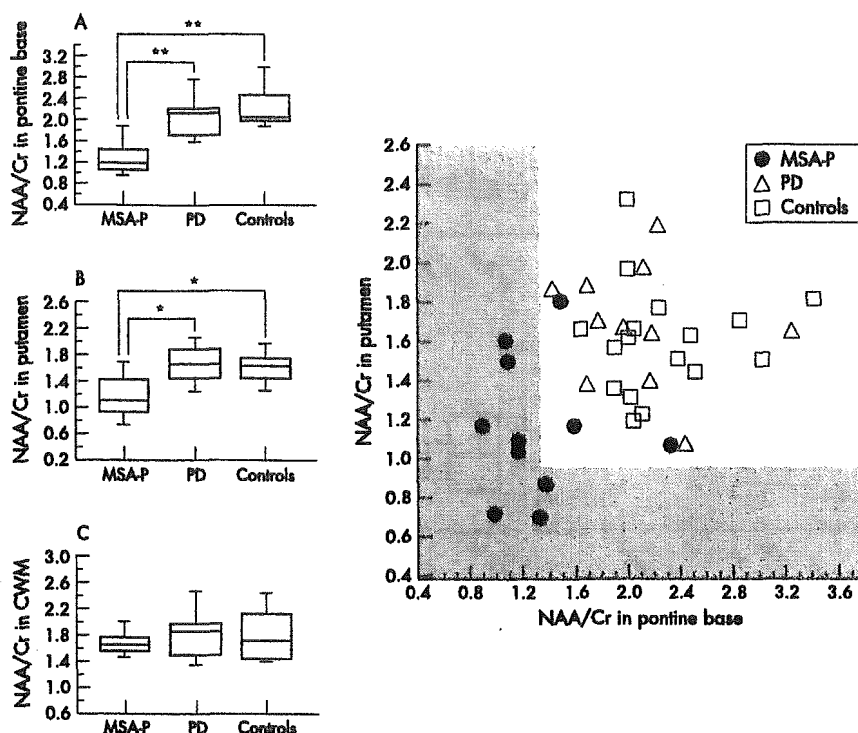 A
NAA/Cr in pontine base
3.2
2.8
2.4
2.0
1.6
1.2
0.8
0.4
MSA-P PD Controls
** **
B
NAA/Cr in putamen
2.6
2.2
1.8
1.4
1.0
0.6
0.2
MSA-P PD Controls
* *
C
NAA/Cr in CWM
3.0
2.6
2.2
1.8
1.4
1.0
0.6
MSA-P PD Controls
NAA/Cr in putamen
2.6
2.4
2.2
2.0
1.8
1.6
1.4
1.2
1.0
0.8
0.6
0.4
0.4 0.8 1.2 1.6 2.0 2.4 2.8 3.2 3.6
NAA/Cr in pontine base
MSA-P
PD
Controls